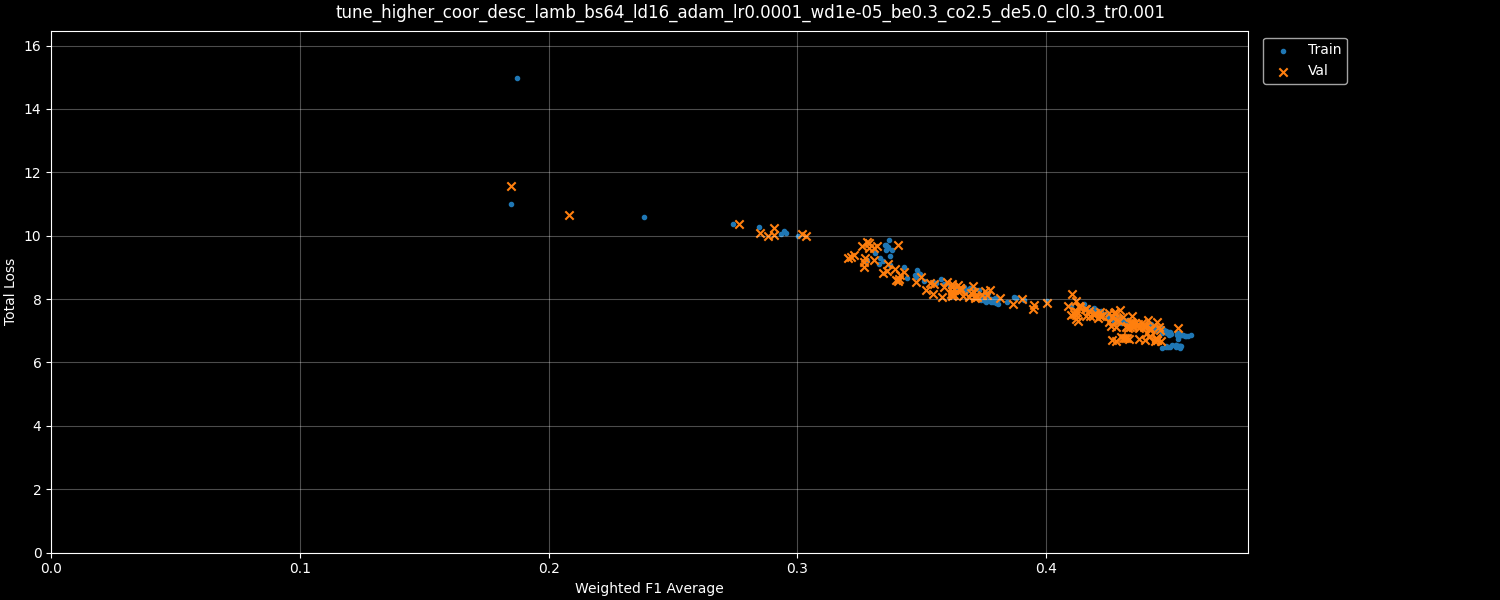 tune_higher_coor_desc_lamb_bs64_ld16_adam_lr0.0001_wd1e-05_be0.3_co2.5_de5.0_cl0.3_tr0.001
Train
Val
16
14
12
10
8
6
4
2
0
Total Loss
0.0 0.1 0.2 0.3 0.4
Weighted F1 Average